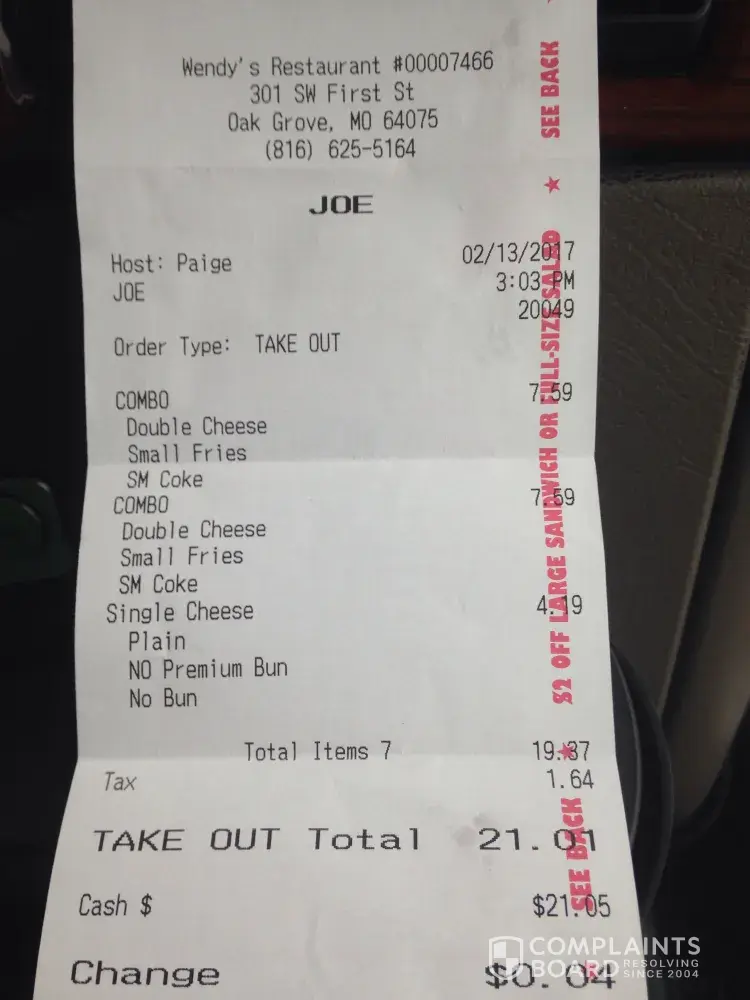 Wendy's Restaurant #00007466
301 SW First St
Oak Grove, MO 64075
(816) 625-5164
JOE
Host: Paige 02/13/2017
JOE 3:03 PM
20049
Order Type: TAKE OUT
COMBO 7.59
Double Cheese
Small Fries
SM Coke
COMBO 7.59
Double Cheese
Small Fries
SM Coke
Single Cheese 4.19
Plain
NO Premium Bun
No Bun
Total Items 7 19.37
Tax 1.64
TAKE OUT Total 21.01
Cash $ $21.05
Change $0.04
SEE BACK ★ $2 OFF LARGE SANDWICH OR FULL-SIZE SALAD ★ SEE BACK
COMPLAINTS
BOARD RESOLVING
SINCE 2004